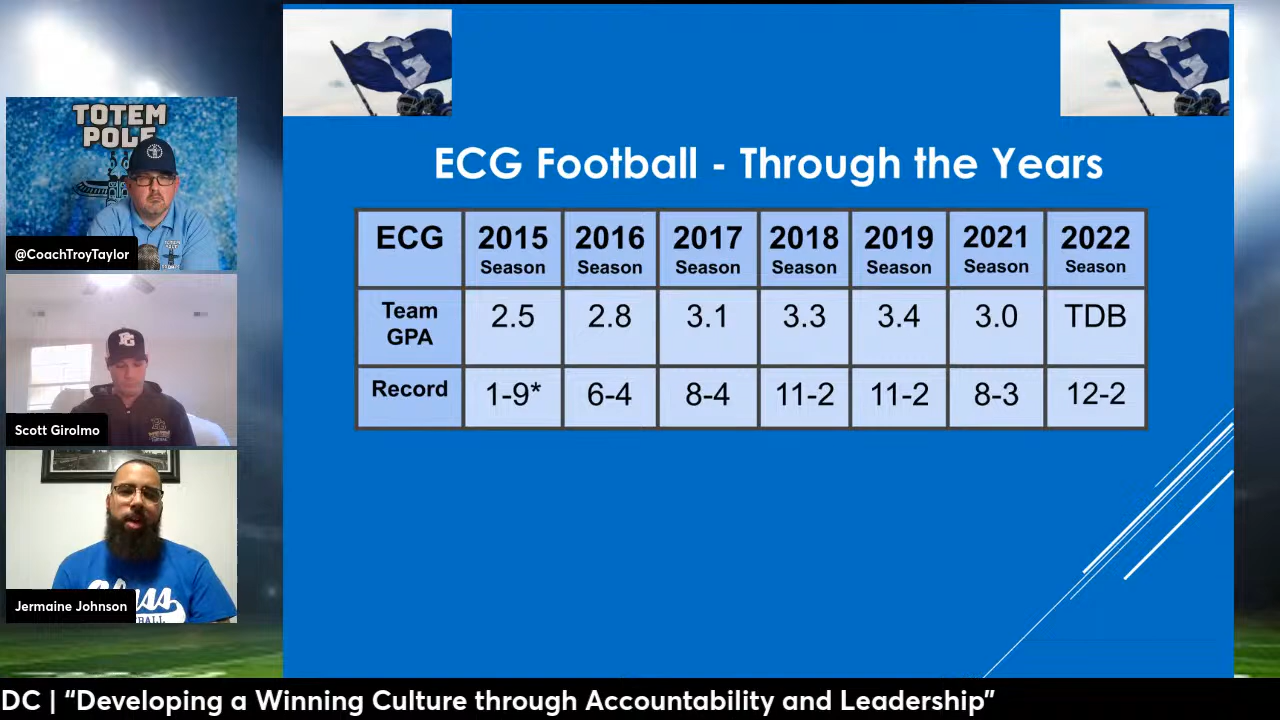 TOTEM
POLE
@CoachTroyTaylor
Scott Girolmo
Glass
Jermaine Johnson
G
G
ECG Football - Through the Years
ECG 2015 2016 2017 2018 2019 2021 2022
Season Season Season Season Season Season Season
Team GPA 2.5 2.8 3.1 3.3 3.4 3.0 TDB
Record 1-9* 6-4 8-4 11-2 11-2 8-3 12-2
DC | “Developing a Winning Culture through Accountability and Leadership”